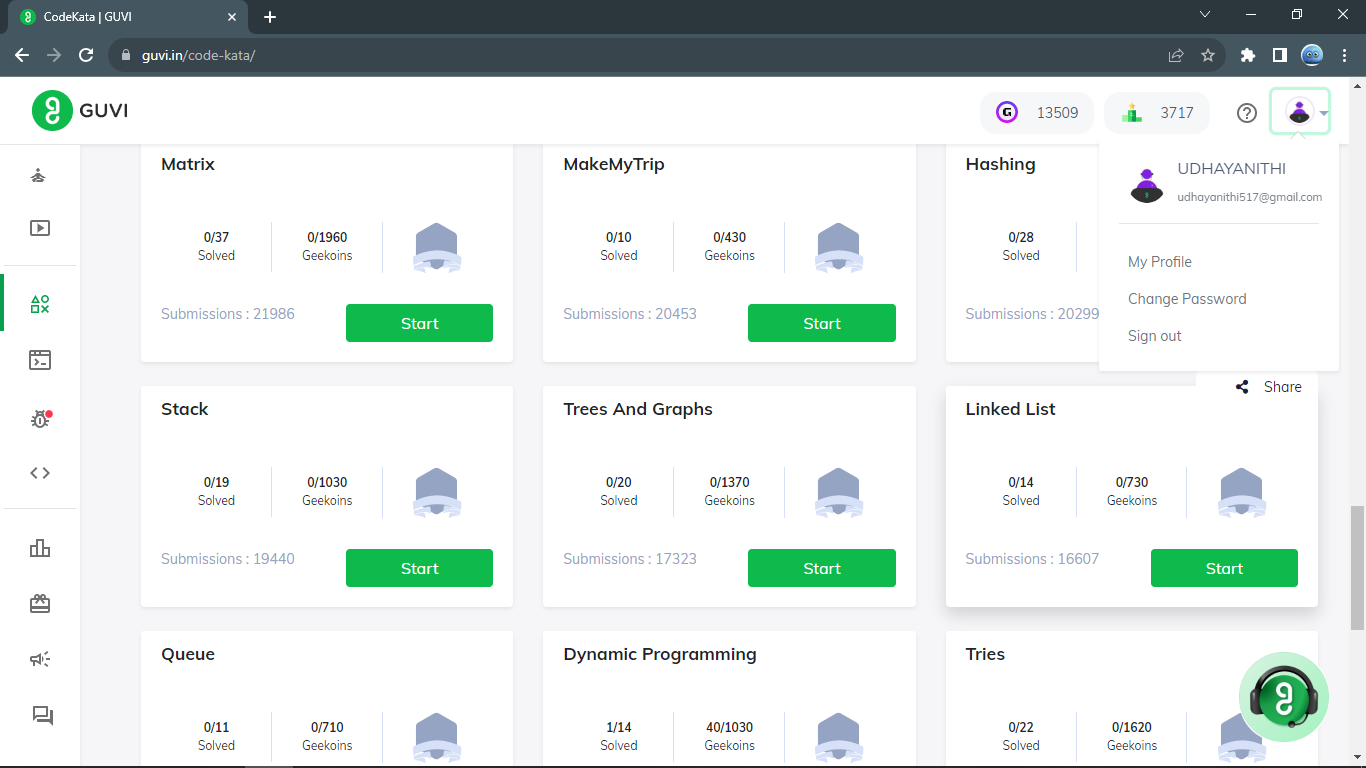 CodeKata | GUVI
guvi.in/code-kata/
GUVI
13509
3717
UDHAYANITHI
udhayanithi517@gmail.com
My Profile
Change Password
Sign out
Matrix
0/37
Solved
0/1960
Geekoins
Submissions : 21986
Start
MakeMyTrip
0/10
Solved
0/430
Geekoins
Submissions : 20453
Start
Hashing
0/28
Solved
Submissions : 20299
Stack
0/19
Solved
0/1030
Geekoins
Submissions : 19440
Start
Trees And Graphs
0/20
Solved
0/1370
Geekoins
Submissions : 17323
Start
Share
Linked List
0/14
Solved
0/730
Geekoins
Submissions : 16607
Start
Queue
0/11
Solved
0/710
Geekoins
Dynamic Programming
1/14
Solved
40/1030
Geekoins
Tries
0/22
Solved
0/1620
Geekoins